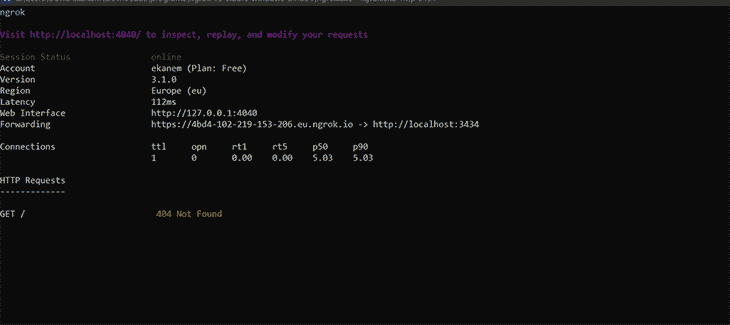 ngrok
Visit http://localhost:4040/ to inspect, replay, and modify your requests
Session Status online
Account ekanem (Plan: Free)
Version 3.1.0
Region Europe (eu)
Latency 112ms
Web Interface http://127.0.0.1:4040
Forwarding https://4bd4-102-219-153-206.eu.ngrok.io -> http://localhost:3434
Connections ttl opn rt1 rt5 p50 p90
1 0 0.00 0.00 5.03 5.03
HTTP Requests
-------------
GET / 404 Not Found